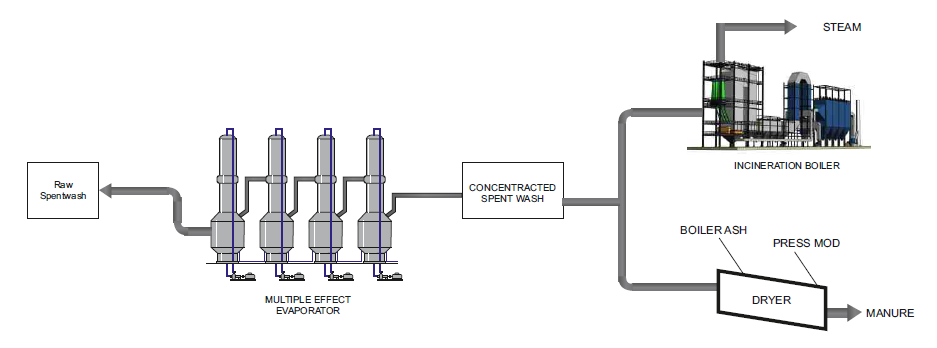 STEAM
INCINERATION BOILER
Raw
Spentwash
CONCENTRACTED
SPENT WASH
MULTIPLE EFFECT
EVAPORATOR
BOILER ASH
PRESS MOD
DRYER
MANURE